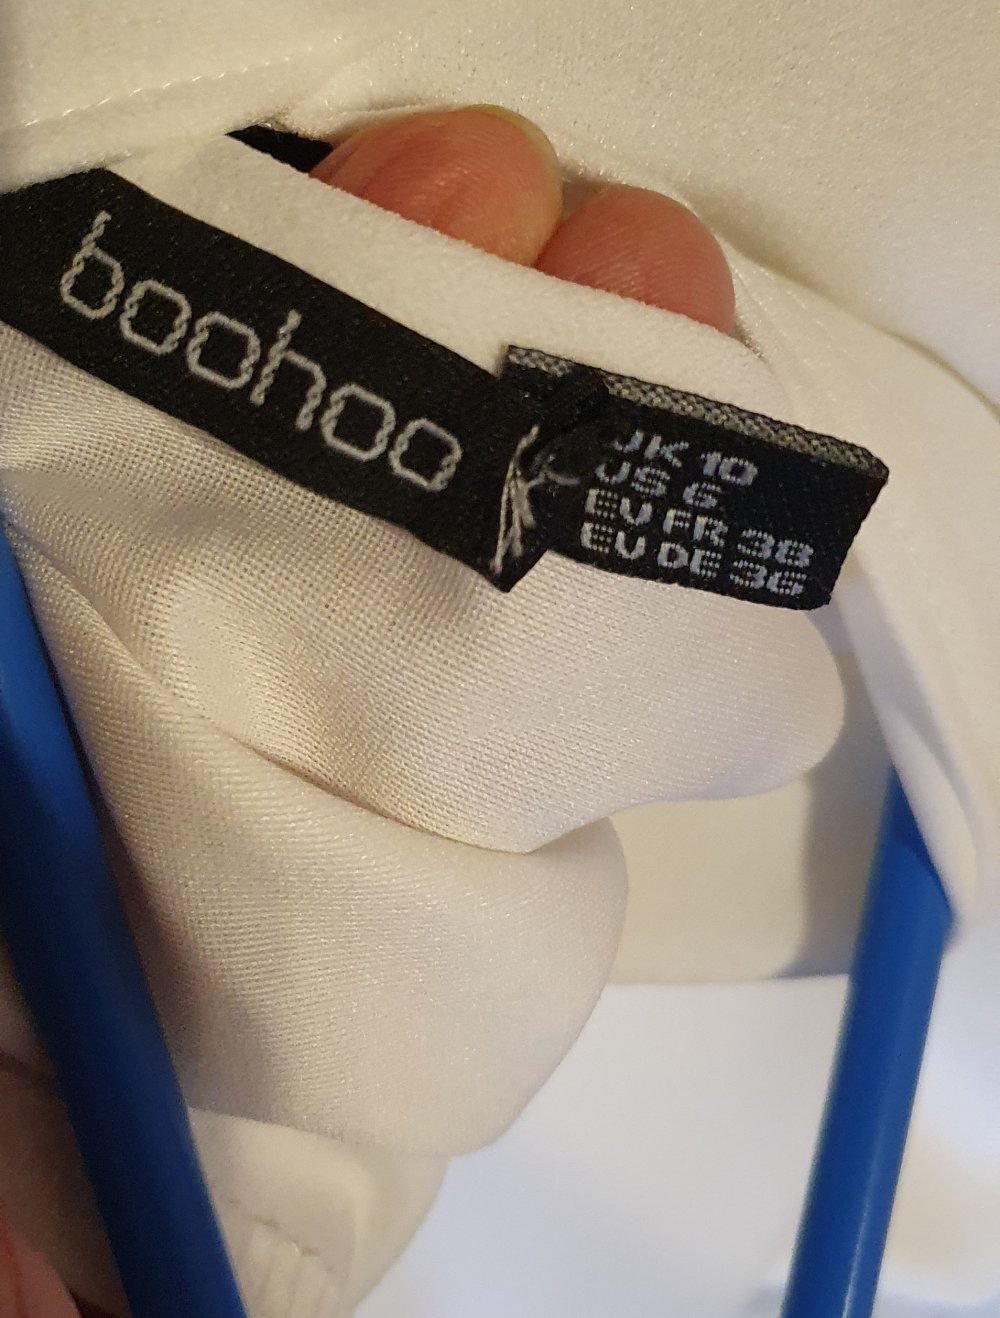 boohoo
UK 10
US 6
EU FR 38
EU DE 36